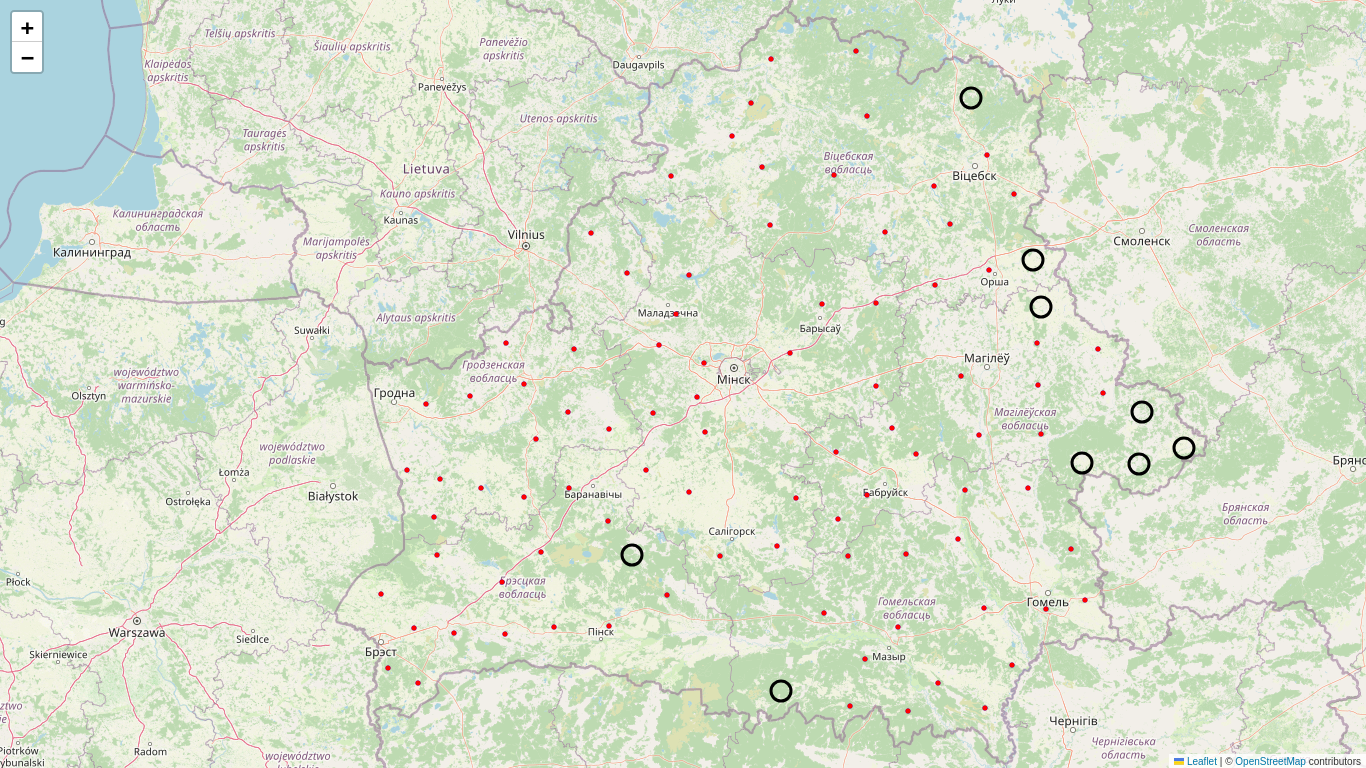 +
−
Луки
Telšių apskritis
Šiaulių apskritis
Panevėžio
apskritis
Klaipėdos
apskritis
Daugavpils
Panevėžys
Utenos apskritis
Tauragės
apskritis
Lietuva
Віцебская
вобласць
Віцебск
Kauno apskritis
Kaunas
Калининградская
область
Калининград
Marijampolės
apskritis
Vilnius
Смоленск
Смоленская
область
Орша
Alytaus apskritis
Маладзечна
Барысаў
Suwałki
Гродзенская
вобласць
Мінск
Магілёў
województwo
warmińsko-
mazurskie
Olsztyn
Гродна
Магілёўская
вобласць
województwo
podlaskie
Łomża
Ostrołęka
Białystok
Баранавічы
Бабруйск
Брянская
область
Салігорск
Płock
Брэсцкая
вобласць
Гомельская
вобласць
Гомель
Warszawa
Siedlce
Пінск
Skierniewice
Брэст
Мазыр
Чернігів
Чернігівська
область
Piotrków
Radom
województwo
Leaflet | © OpenStreetMap contributors